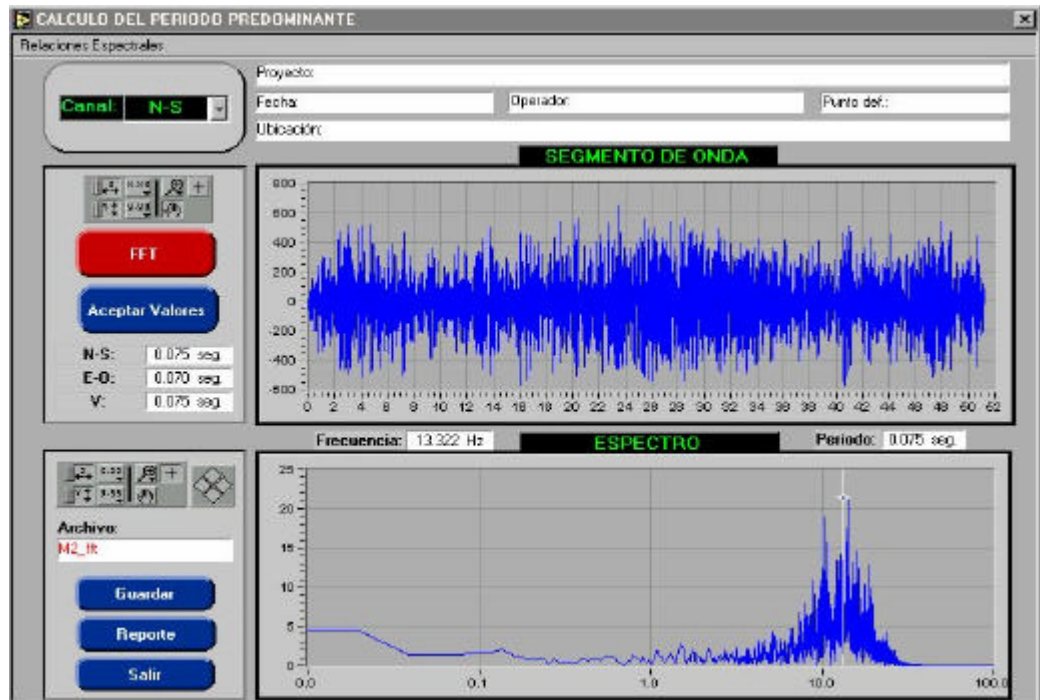 CALCULO DEL PERIODO PREDOMINANTE
Relaciones Espectrales
Canal: N-S
Proyecto:
Fecha: Operador: Punto def.:
Ubicación:
SEGMENTO DE ONDA
FFT
Aceptar Valores
N-S: 0.075 seg.
E-O: 0.070 seg.
V: 0.075 seg.
800
600
400
200
0
-200
-400
-600
0 2 4 6 8 10 12 14 16 18 20 22 24 26 28 30 32 34 36 38 40 42 44 46 48 50 52
Frecuencia: 13.322 Hz ESPECTRO Periodo: 0.075 seg.
Archivo:
Guardar
Reporte
Salir
25
20
15
10
5
0
0.0 0.1 1.0 10.0 100.0